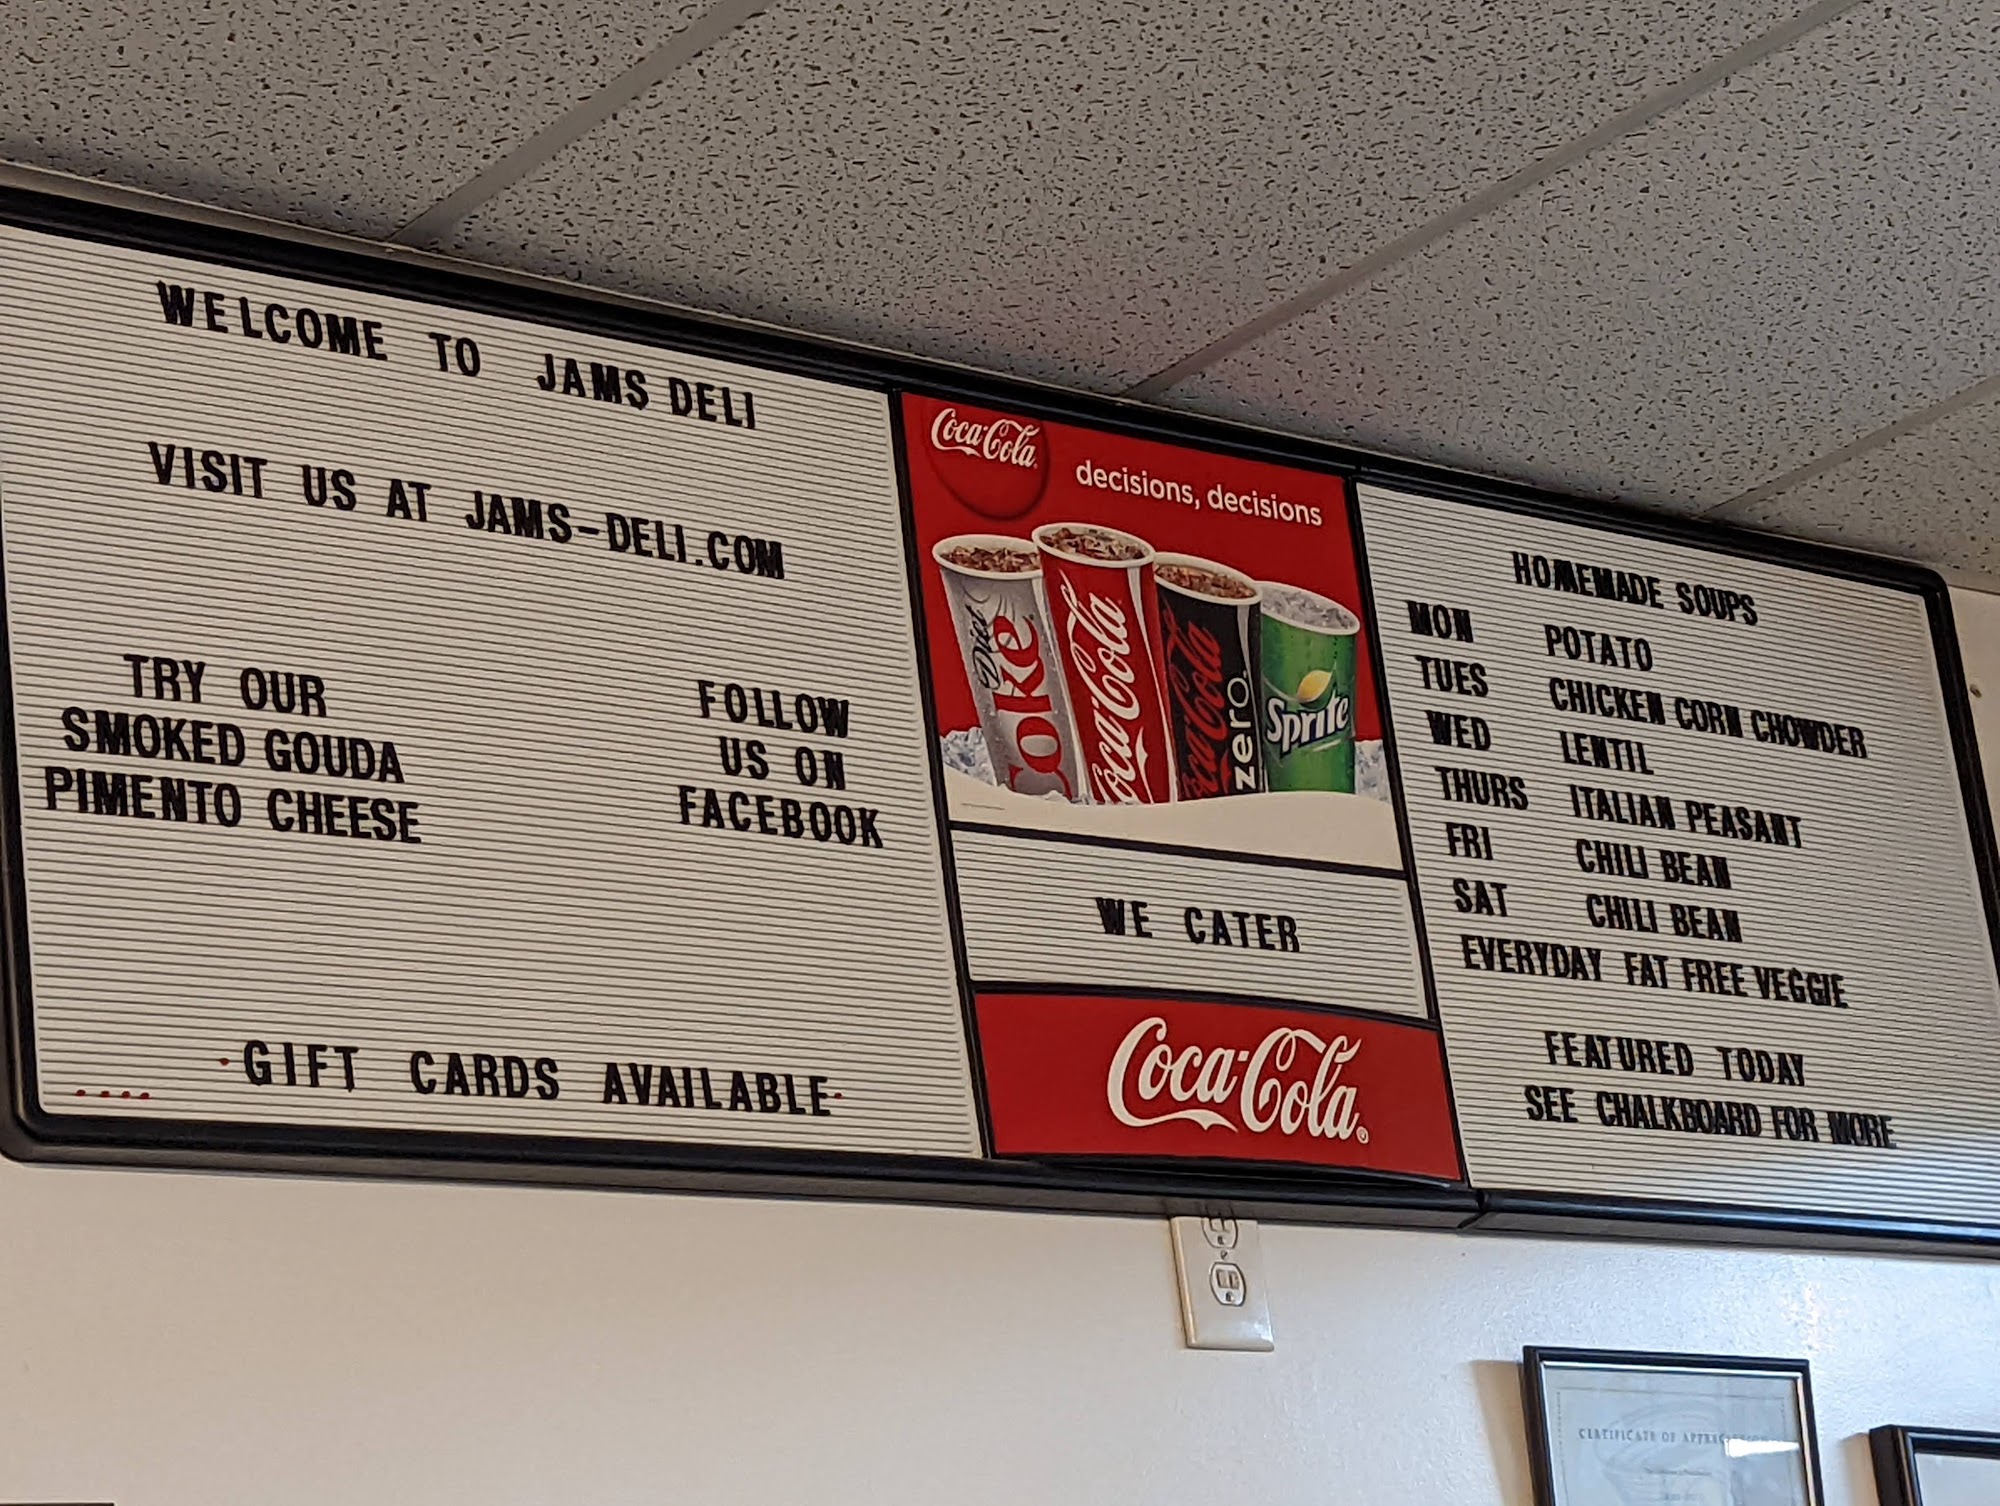 WELCOME TO JAMS DELI
VISIT US AT JAMS-DELI.COM
TRY OUR
SMOKED GOUDA
PIMENTO CHEESE
FOLLOW
US ON
FACEBOOK
·GIFT CARDS AVAILABLE·
....
Coca-Cola
decisions, decisions
Diet Coke
Coca-Cola
Coca-Cola zero
Sprite
WE CATER
Coca-Cola®
HOMEMADE SOUPS
MON POTATO
TUES CHICKEN CORN CHOWDER
WED LENTIL
THURS ITALIAN PEASANT
FRI CHILI BEAN
SAT CHILI BEAN
EVERYDAY FAT FREE VEGGIE
FEATURED TODAY
SEE CHALKBOARD FOR MORE
CERTIFICATE OF